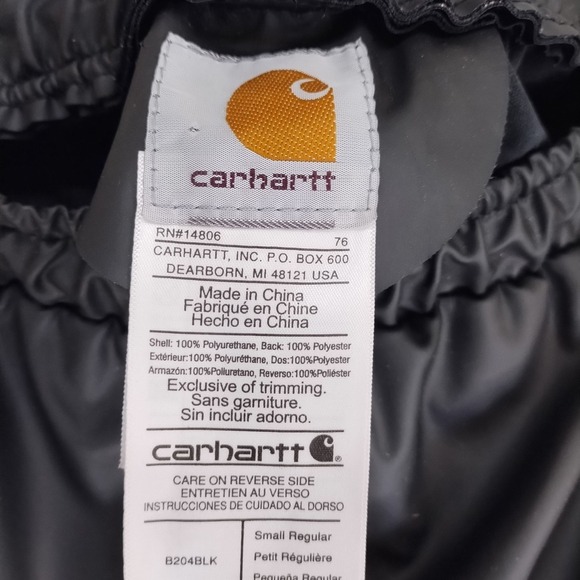 carhartt
RN#14806 76
CARHARTT, INC. P.O. BOX 600
DEARBORN, MI 48121 USA
Made in China
Fabriqué en Chine
Hecho en China
Shell: 100% Polyurethane, Back: 100% Polyester
Extérieur:100% Polyuréthane, Dos:100%Polyester
Armazón:100%Poliuretano, Reverso:100%Poliéster
Exclusive of trimming.
Sans garniture.
Sin incluir adorno.
carhartt
CARE ON REVERSE SIDE
ENTRETIEN AU VERSO
INSTRUCCIONES DE CUIDADO AL DORSO
Small Regular
B204BLK Petit Régulière
Pequeña Regular